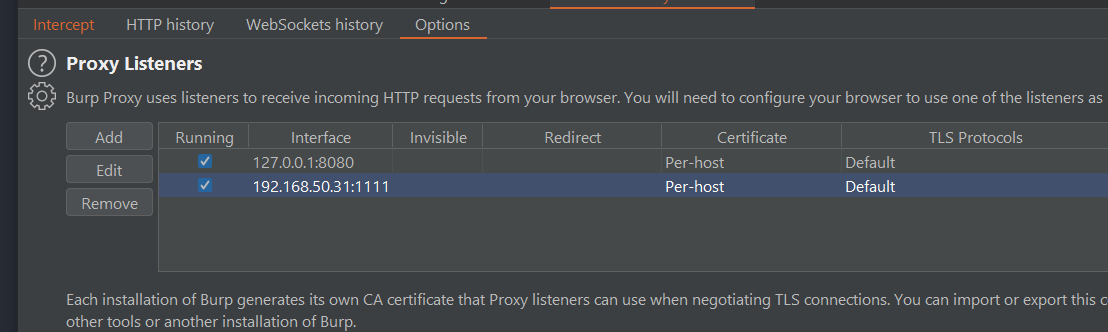 Intercept HTTP history WebSockets history Options
? Proxy Listeners
Burp Proxy uses listeners to receive incoming HTTP requests from your browser. You will need to configure your browser to use one of the listeners as
Add Running Interface Invisible Redirect Certificate TLS Protocols
127.0.0.1:8080 Per-host Default
Edit
192.168.50.31:1111 Per-host Default
Remove
Each installation of Burp generates its own CA certificate that Proxy listeners can use when negotiating TLS connections. You can import or export this c
other tools or another installation of Burp.